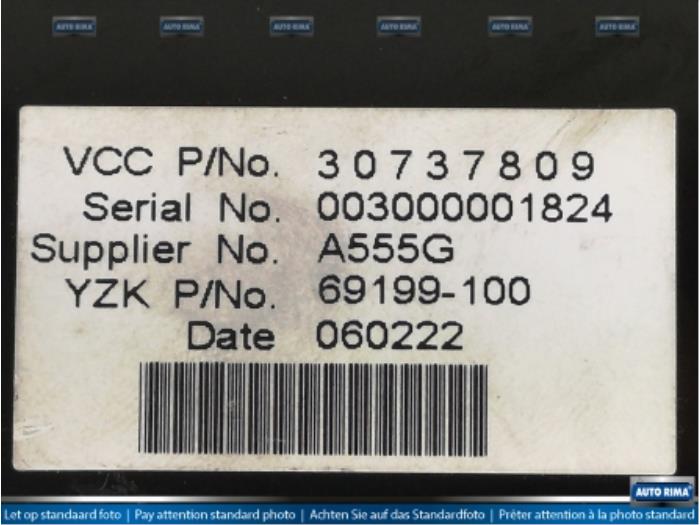 AUTO RIMA AUTO RIMA AUTO RIMA AUTO RIMA AUTO RIMA AUTO RIMA
VCC P/No. 30737809
Serial No. 003000001824
Supplier No. A555G
YZK P/No. 69199-100
Date 060222
AUTO RIMA
Let op standaard foto | Pay attention standard photo | Achten Sie auf das Standardfoto | Prêter attention à la photo standard